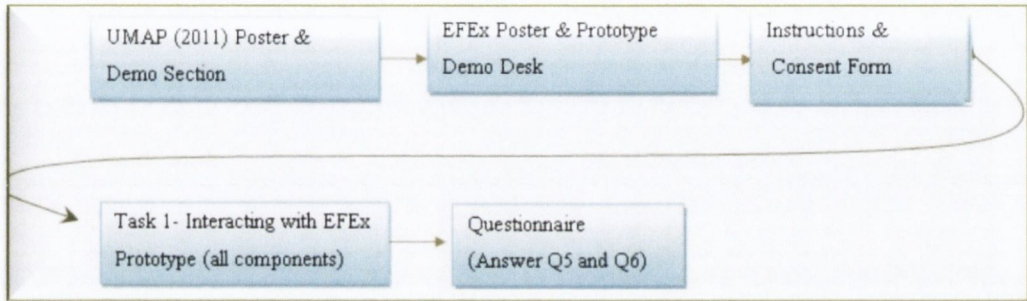 UMAP (2011) Poster &
Demo Section
EFEx Poster & Prototype
Demo Desk
Instructions &
Consent Form
Task 1- Interacting with EFEx
Prototype (all components)
Questionnaire
(Answer Q5 and Q6)